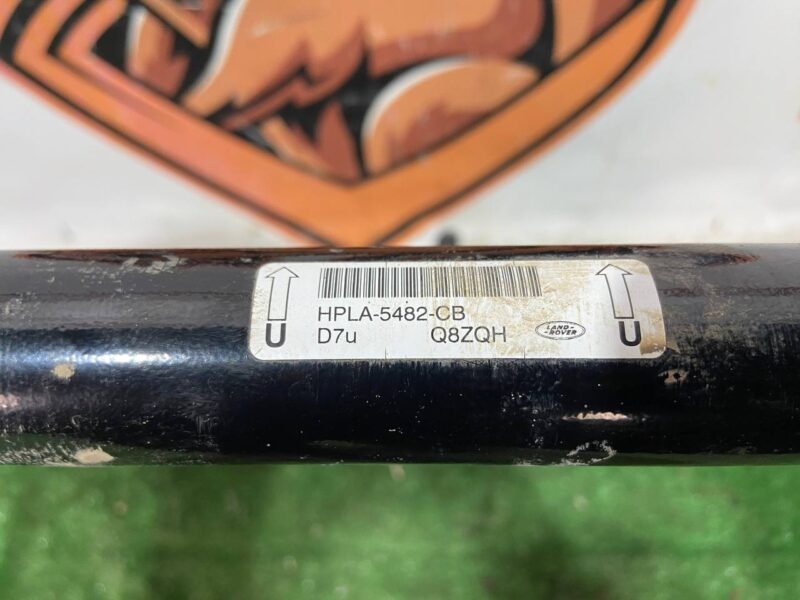 HPLA-5482-CB
D7u Q8ZQH LAND-
-ROVER
U U